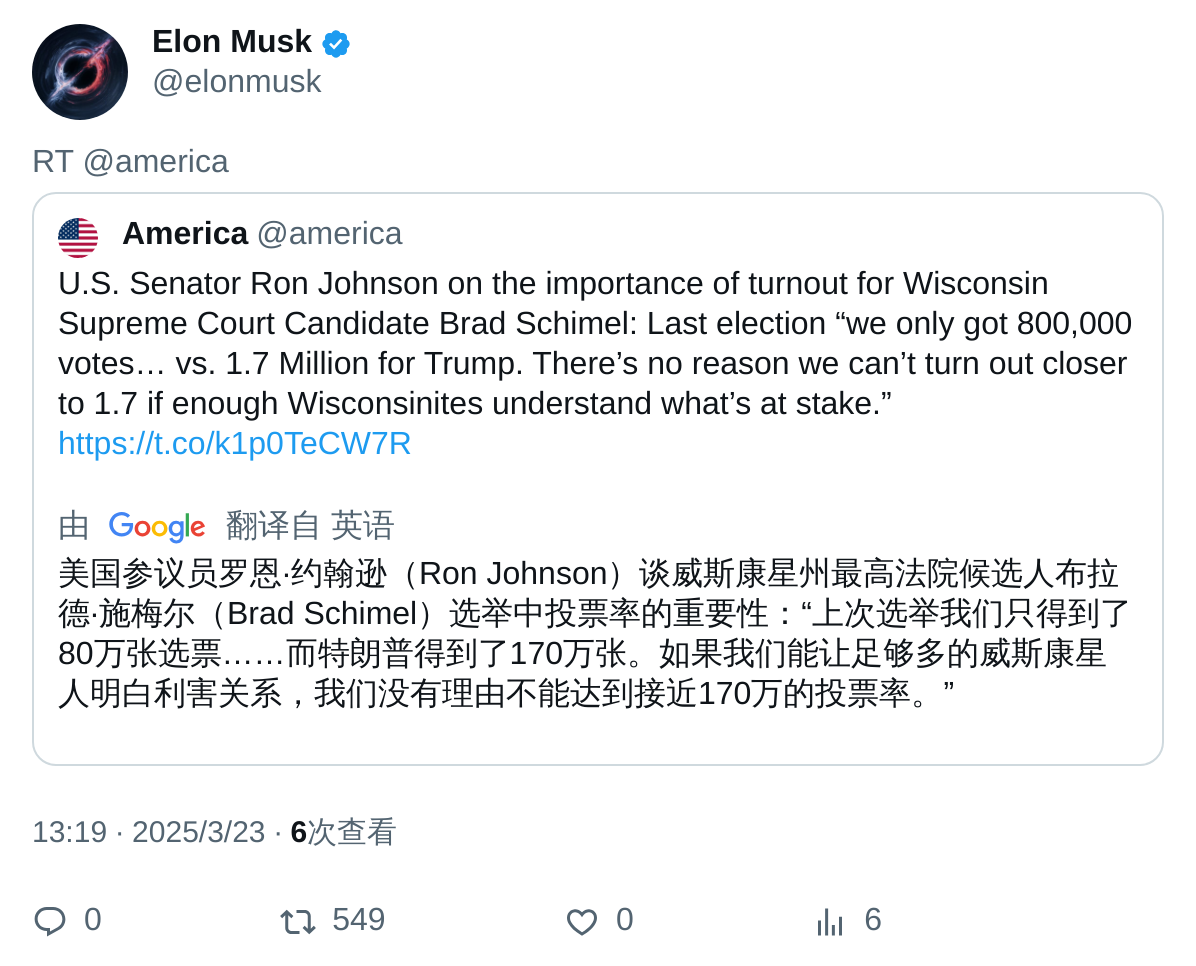 Elon Musk
@elonmusk
RT @america
America @america
U.S. Senator Ron Johnson on the importance of turnout for Wisconsin
Supreme Court Candidate Brad Schimel: Last election “we only got 800,000
votes… vs. 1.7 Million for Trump. There’s no reason we can’t turn out closer
to 1.7 if enough Wisconsinites understand what’s at stake.”
https://t.co/k1p0TeCW7R
由 Google 翻译自 英语
美国参议员罗恩·约翰逊（Ron Johnson）谈威斯康星州最高法院候选人布拉
德·施梅尔（Brad Schimel）选举中投票率的重要性：“上次选举我们只得到了
80万张选票……而特朗普得到了170万张。如果我们能让足够多的威斯康星
人明白利害关系，我们没有理由不能达到接近170万的投票率。”
13:19 · 2025/3/23 · 6次查看
0 549 0 6